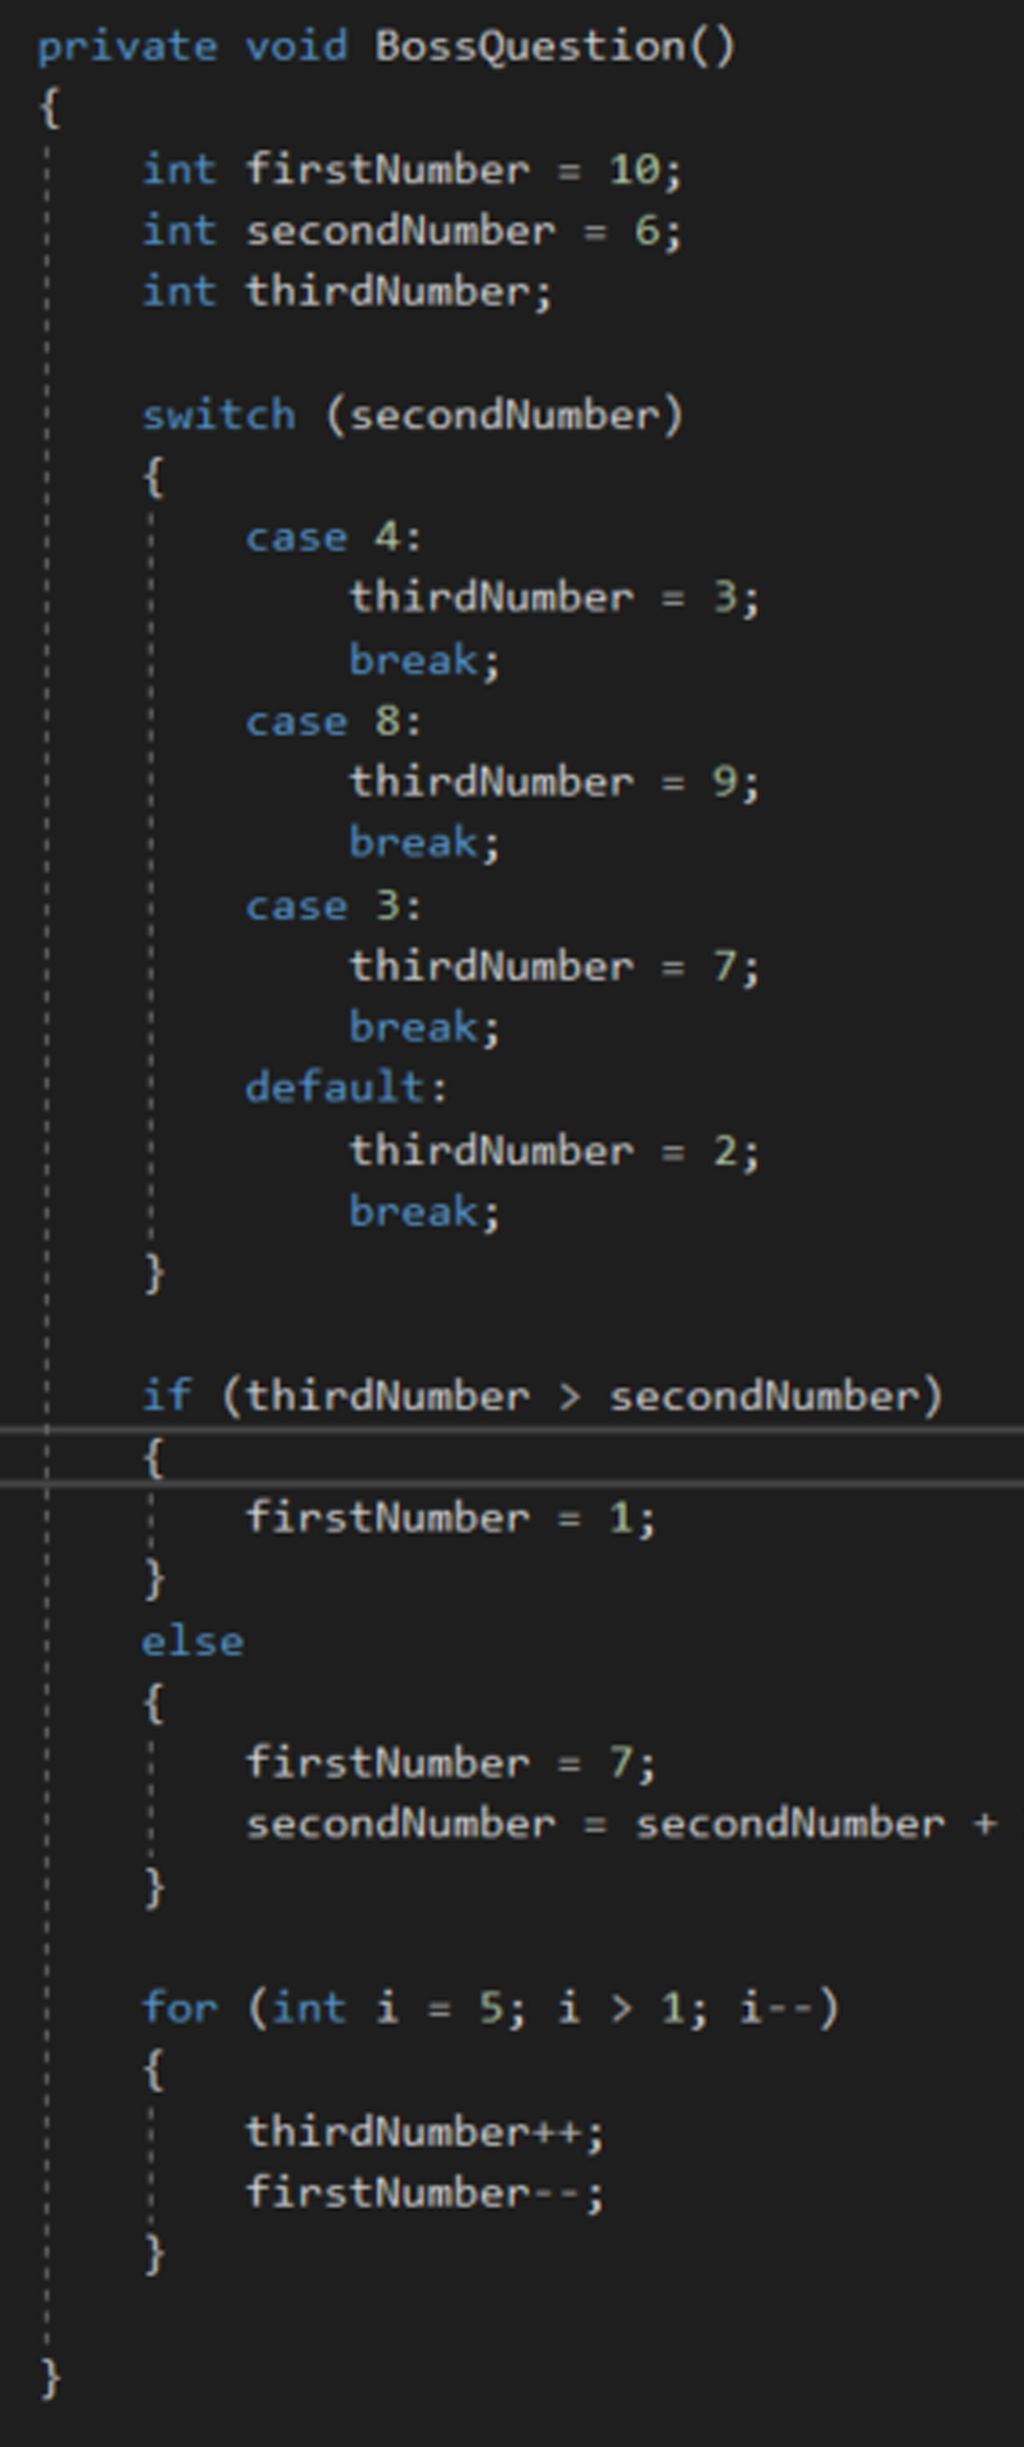 private void BossQuestion()
{
int firstNumber = 10;
int secondNumber = 6;
int thirdNumber;
switch (secondNumber)
{
case 4:
thirdNumber = 3;
break;
case 8:
thirdNumber = 9;
break;
case 3:
thirdNumber = 7;
break;
default:
thirdNumber = 2;
break;
}
if (thirdNumber > secondNumber)
{
firstNumber = 1;
}
else
{
firstNumber = 7;
secondNumber = secondNumber +
}
for (int i = 5; i > 1; i--)
{
thirdNumber++;
firstNumber--;
}
}